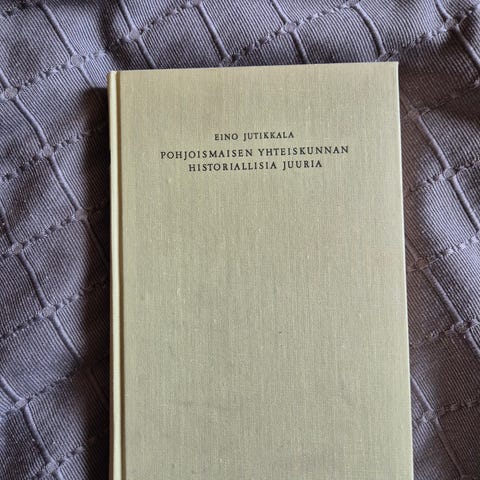 EINO JUTIKKALA
POHJOISMAISEN YHTEISKUNNAN
HISTORIALLISIA JUURIA